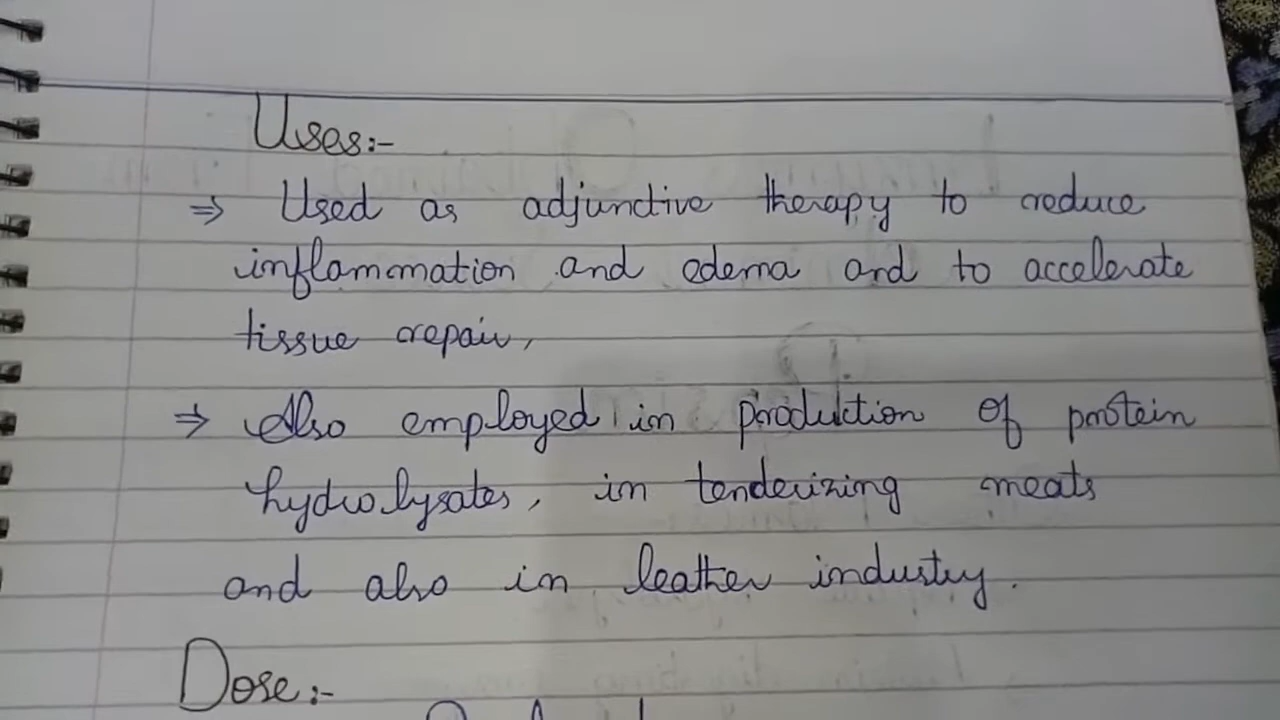 Uses:-
⇒ Used as adjunctive therapy to reduce
inflammation and edema and to accelerate
tissue repair,
⇒ Also employed in production of protein
hydrolysates, in tenderizing meats
and also in leather industry.
Dose:-